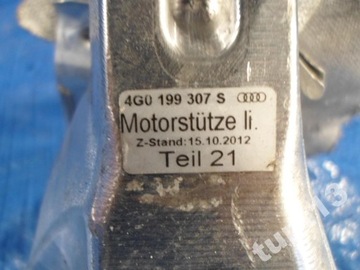 4G0 199 307 S
Motorstütze li.
Z-Stand:15.10.2012
Teil 21